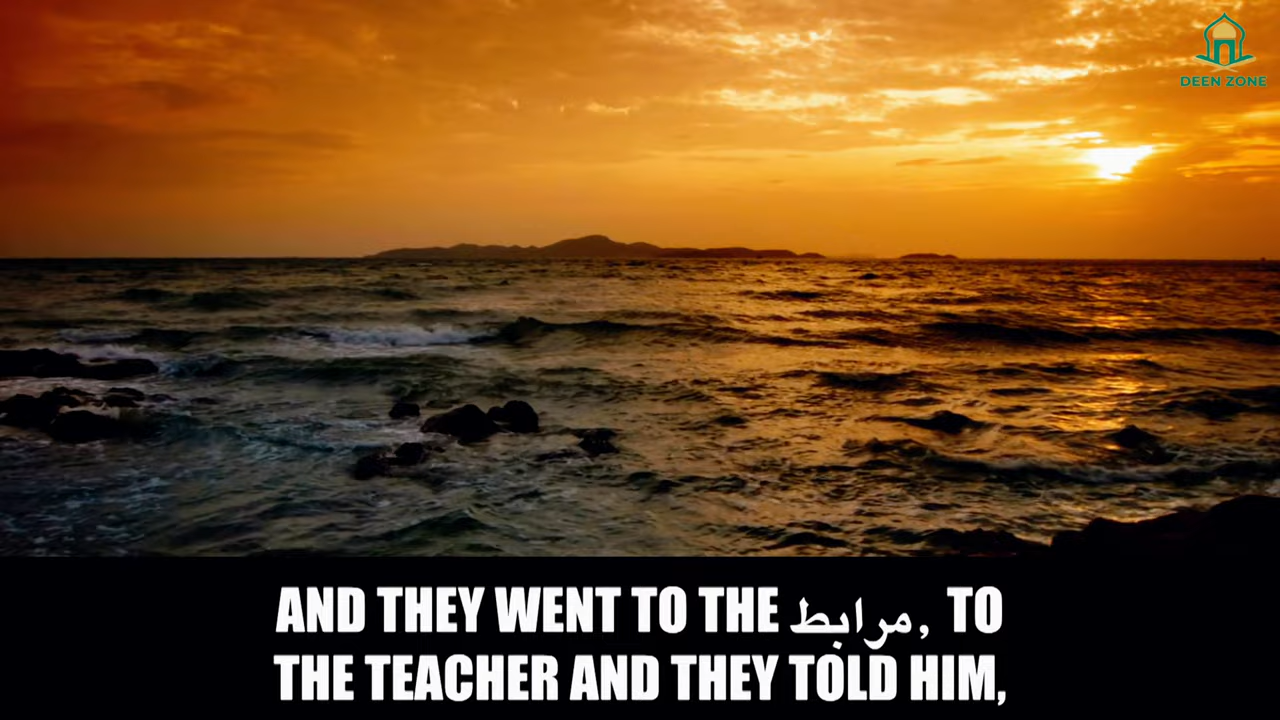 DEEN ZONE
AND THEY WENT TO THE مرابط, TO
THE TEACHER AND THEY TOLD HIM,